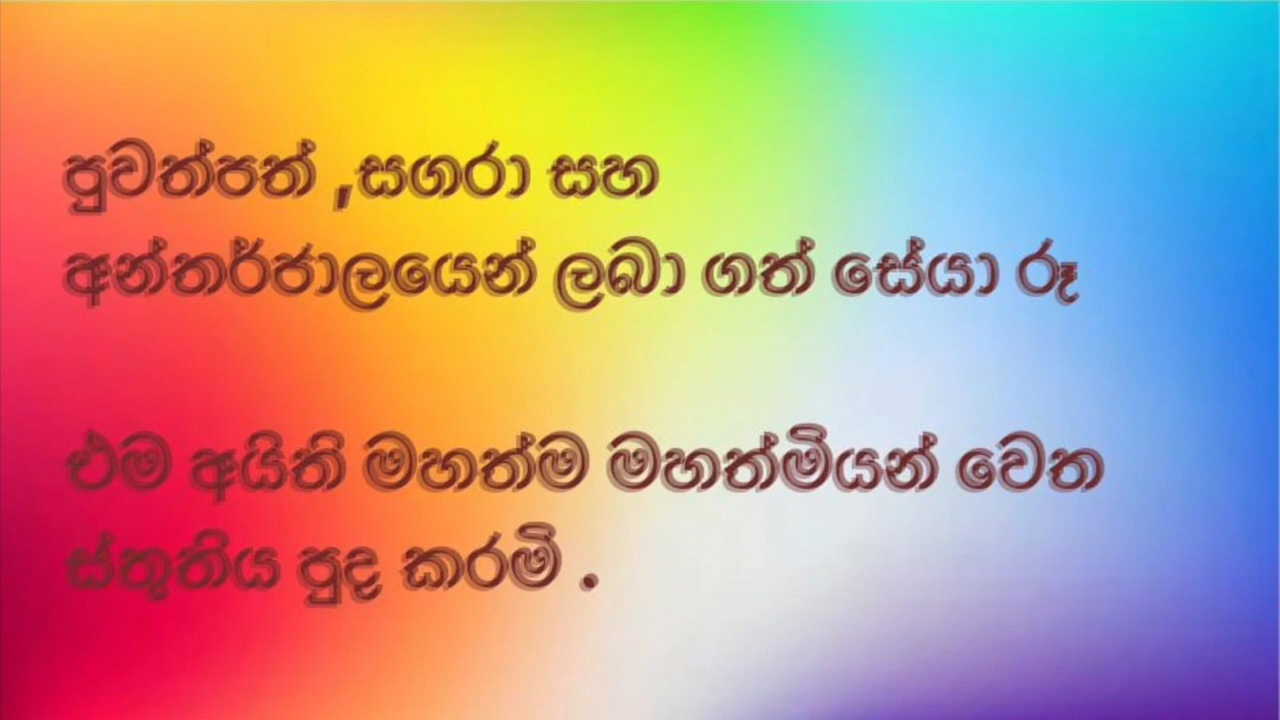 පුවත්පත් ,සගරා සහ
අන්තර්ජාලයෙන් ලබා ගත් සේයා රූ
එම අයිති මහත්ම මහත්මියන් වෙත
ස්තූතිය පුද කරමි .